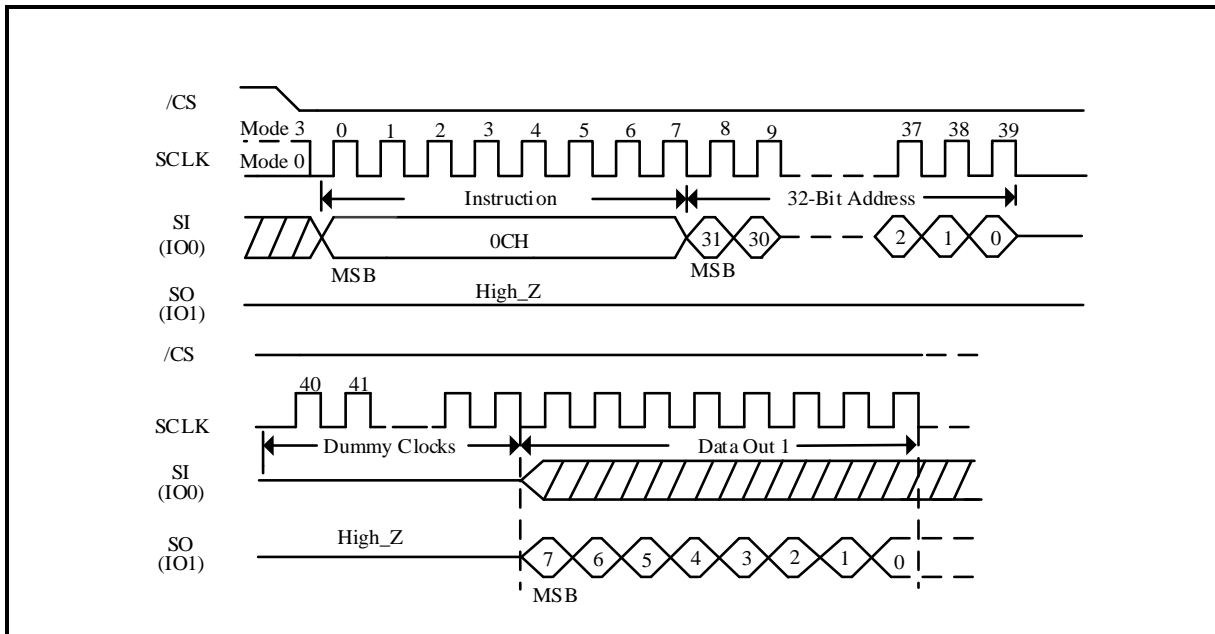 /CS
Mode 3 0 1 2 3 4 5 6 7 8 9 37 38 39
SCLK Mode 0
Instruction 32-Bit Address
SI
(IO0) 0CH 31 30 2 1 0
MSB MSB
SO
(IO1) High_Z
/CS
40 41
SCLK
Dummy Clocks Data Out 1
SI
(IO0)
SO
(IO1) High_Z 7 6 5 4 3 2 1 0
MSB